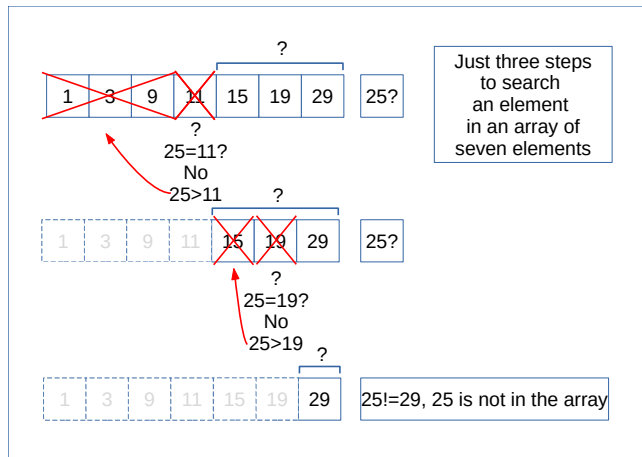 ?
1 3 9 11 15 19 29 25?
Just three steps
to search
an element
in an array of
seven elements
?
25=11?
No
25>11
?
1 3 9 11 15 19 29 25?
?
25=19?
No
25>19
?
1 3 9 11 15 19 29
25!=29, 25 is not in the array